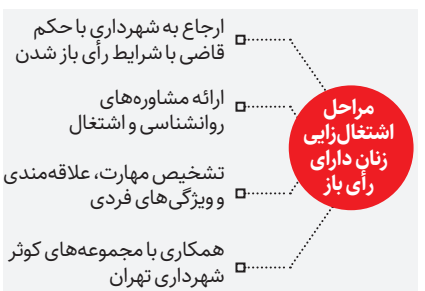 مراحل
اشتغال‌زایی
زنان دارای
رأی باز
ارجاع به شهرداری با حکم
قاضی با شرایط رأی باز شدن
ارائه مشاوره‌های
روانشناسی و اشتغال
تشخیص مهارت، علاقه‌مندی
و ویژگی‌های فردی
همکاری با مجموعه‌های کوثر
شهرداری تهران